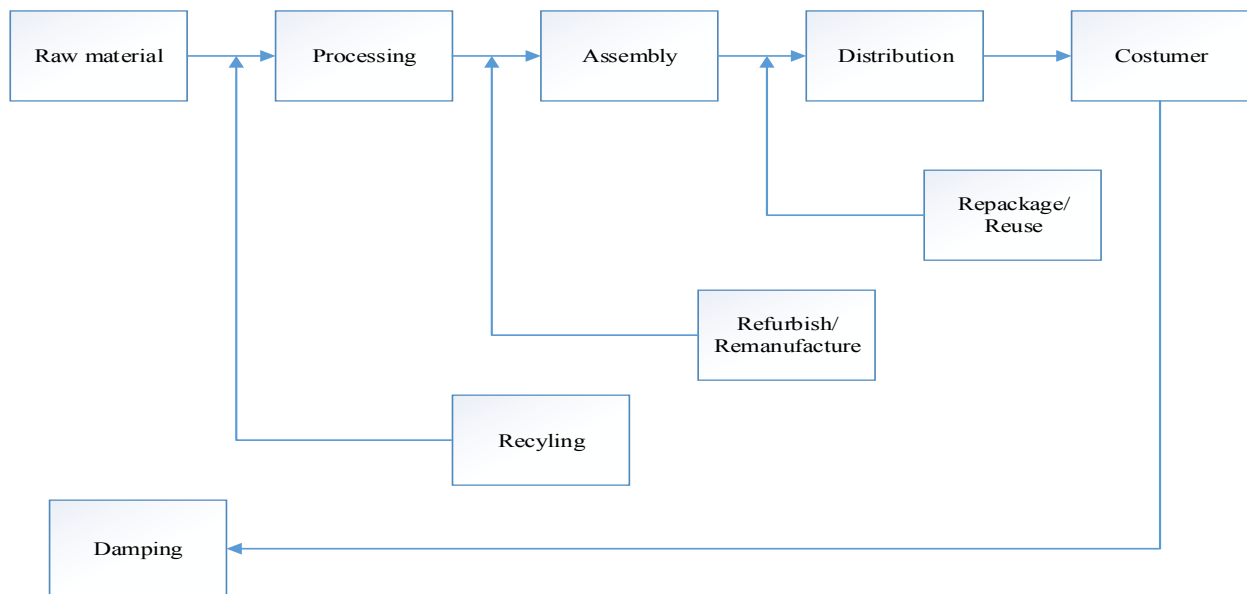 Raw material
Processing
Assembly
Distribution
Costumer
Repackage/
Reuse
Refurbish/
Remanufacture
Recyling
Damping